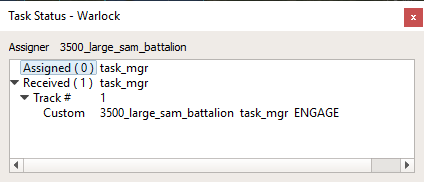 Task Status - Warlock
Assigner 3500_large_sam_battalion
Assigned ( 0 ) task_mgr
Received ( 1 ) task_mgr
Track # 1
Custom 3500_large_sam_battalion task_mgr ENGAGE